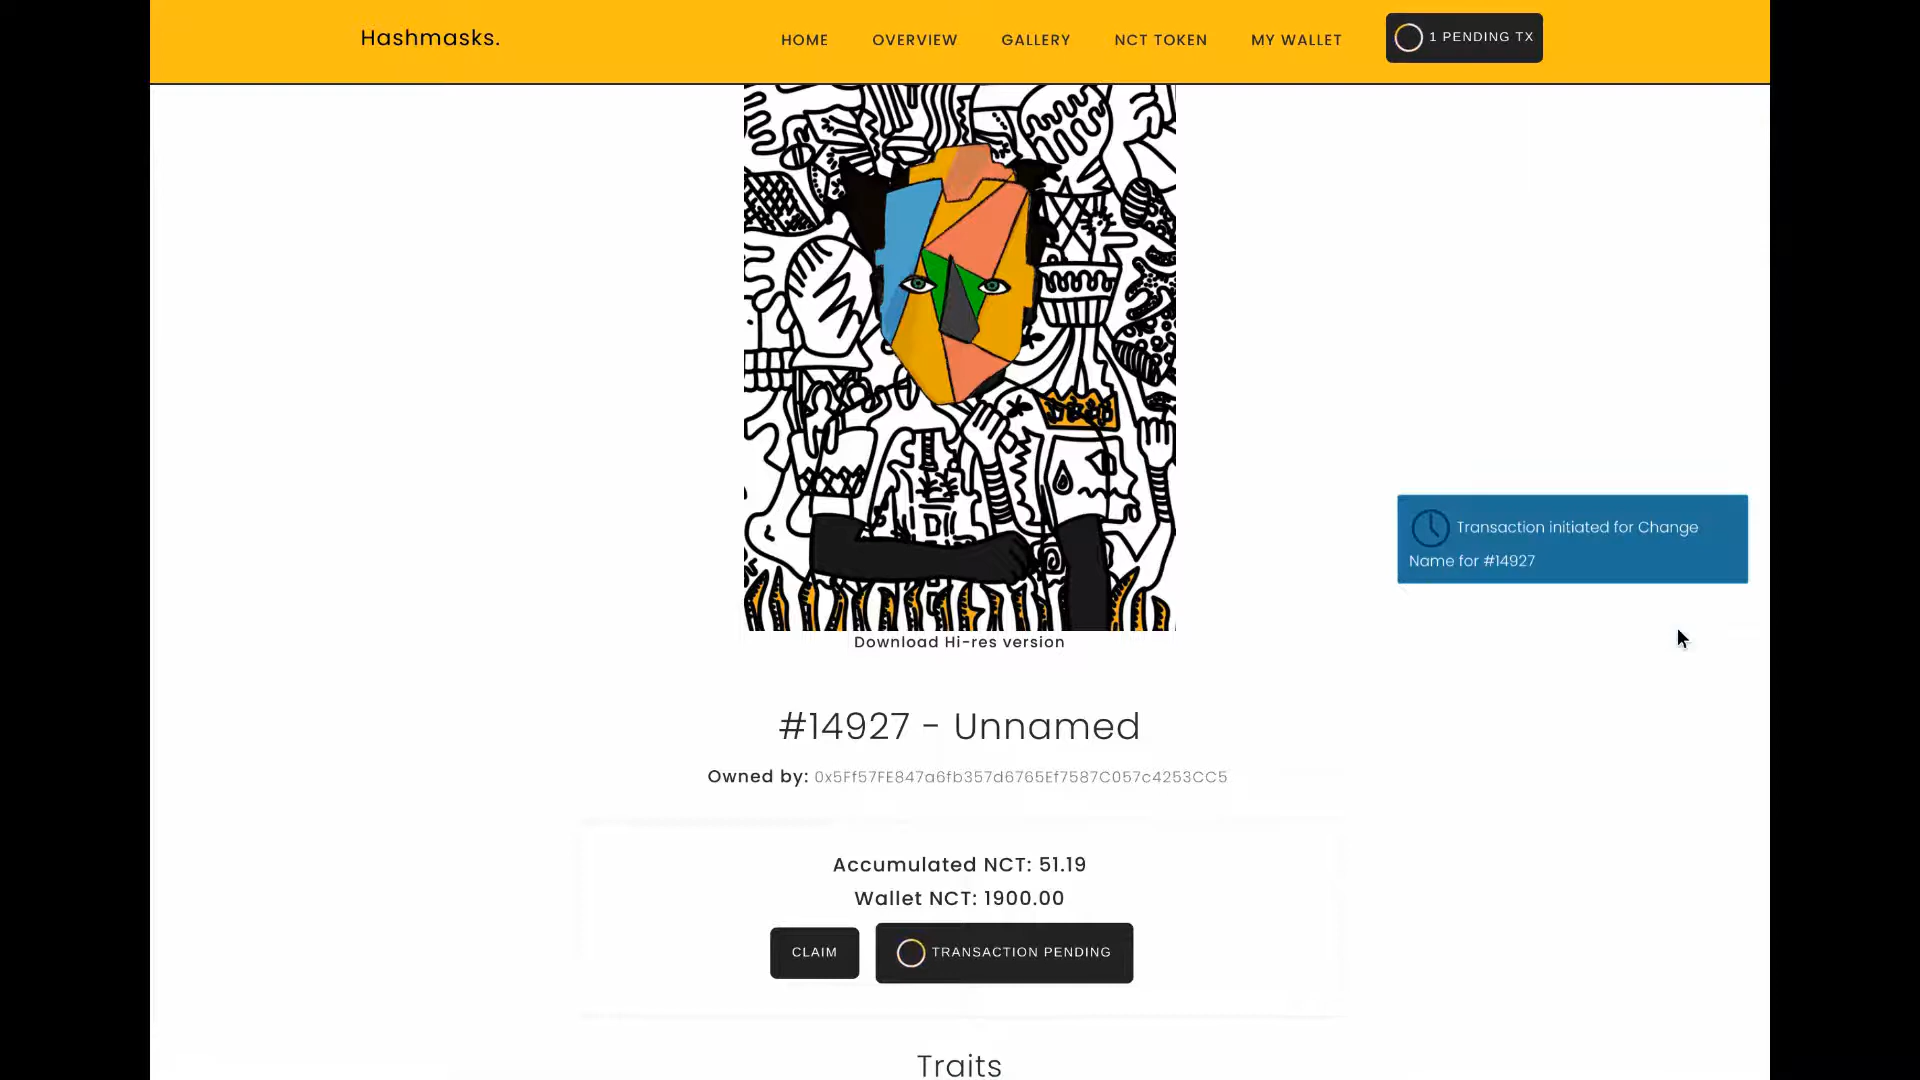 Hashmasks.
HOME OVERVIEW GALLERY NCT TOKEN MY WALLET 1 PENDING TX
Transaction initiated for Change
Name for #14927
Download Hi-res version
#14927 - Unnamed
Owned by: 0x5Ff57FE847a6fb357d6765Ef7587C057c4253CC5
Accumulated NCT: 51.19
Wallet NCT: 1900.00
CLAIM TRANSACTION PENDING
Traits